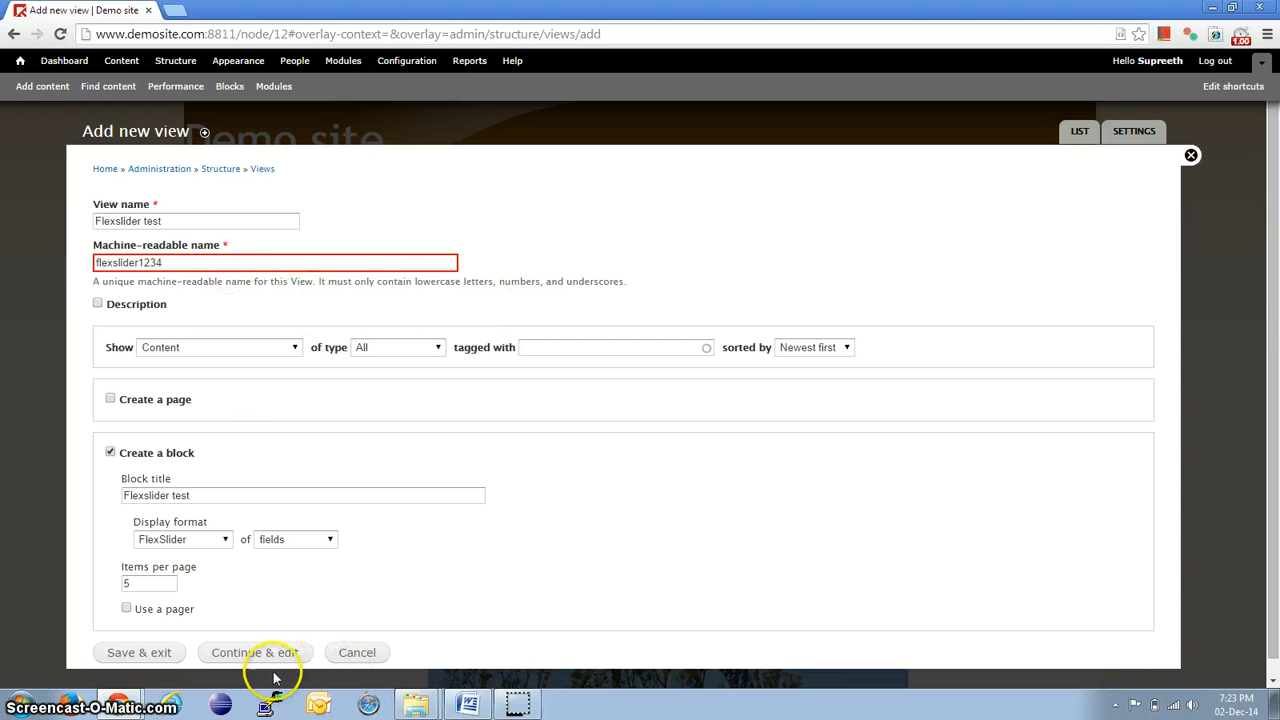 Add new view | Demo site
www.demosite.com:8811/node/12#overlay-context=&overlay=admin/structure/views/add
1.00
Dashboard Content Structure Appearance People Modules Configuration Reports Help Hello Supreeth Log out
Add content Find content Performance Blocks Modules Edit shortcuts
Demo site
Add new view LIST SETTINGS
Home » Administration » Structure » Views
View name *
Flexslider test
Machine-readable name *
flexslider1234
A unique machine-readable name for this View. It must only contain lowercase letters, numbers, and underscores.
Description
Show Content of type All tagged with sorted by Newest first
Create a page
Create a block
Block title
Flexslider test
Display format
FlexSlider of fields
Items per page
5
Use a pager
Save & exit Continue & edit Cancel
Screencast-O-Matic.com
7:23 PM
02-Dec-14